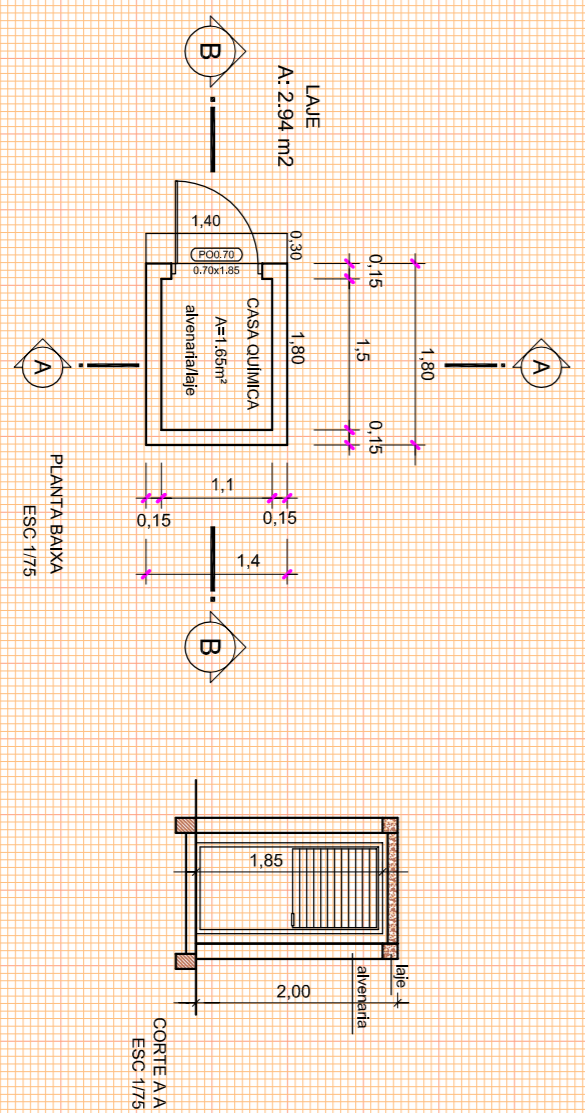 B
LAJE
A: 2.94 m2
A
1,80
0,15
1,5
0,15
0,30
1,40
PO0.70
0.70x1.85
1,80
CASA QUÍMICA
A=1.65m²
alvenaria/laje
A
1,1
0,15
0,15
1,4
B
PLANTA BAIXA
ESC 1/75
1,85
laje
alvenaria
2,00
CORTE A A
ESC 1/75